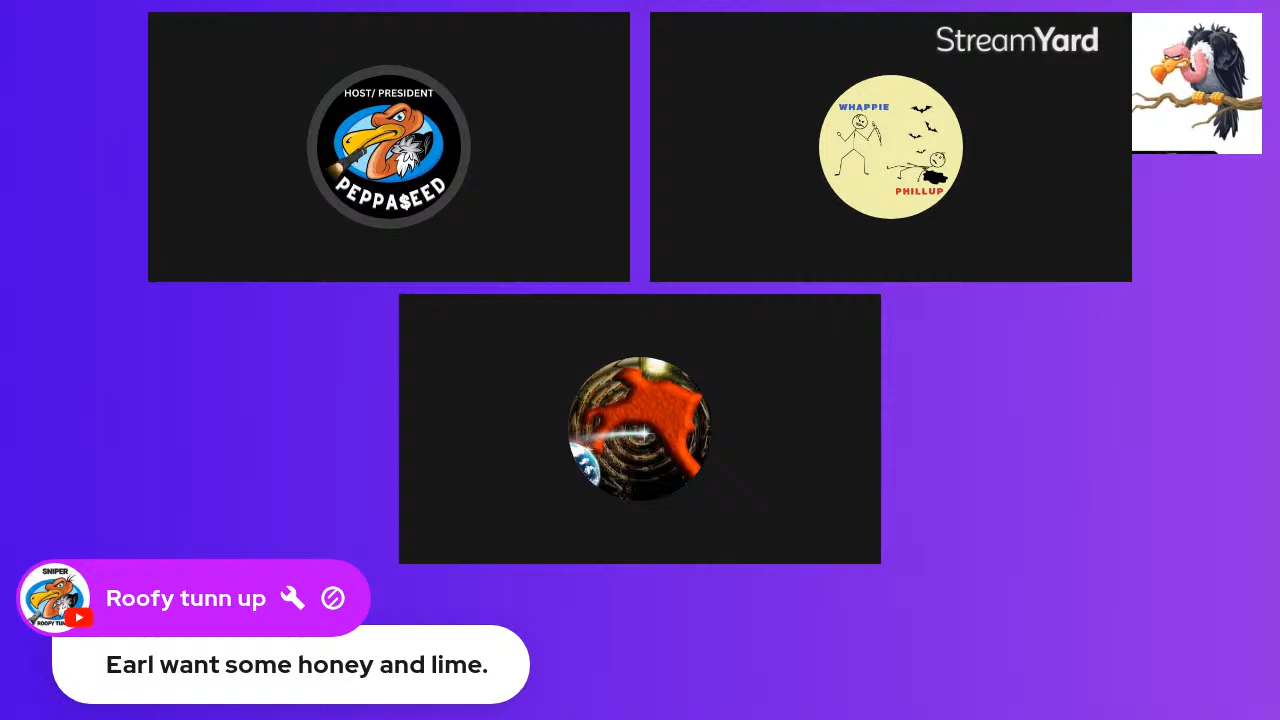 HOST/ PRESIDENT
PEPPA$EED
StreamYard
WHAPPIE
PHILLUP
SNIPER
Roofy tunn up
Earl want some honey and lime.